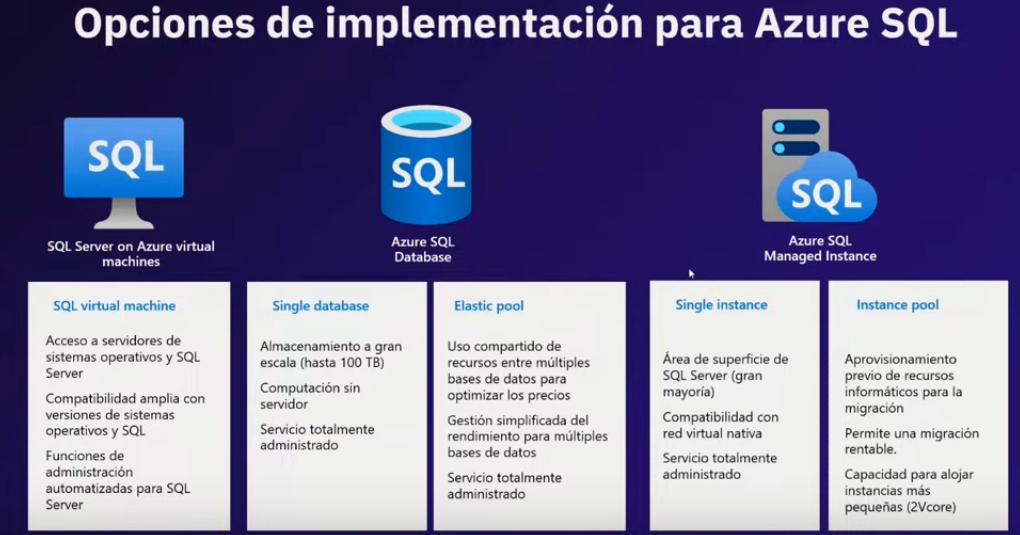 Opciones de implementación para Azure SQL
SQL
SQL
SQL
SQL Server on Azure virtual
machines
Azure SQL
Database
Azure SQL
Managed Instance
SQL virtual machine
Acceso a servidores de
sistemas operativos y SQL
Server
Compatibilidad amplia con
versiones de sistemas
operativos y SQL
Funciones de
administración
automatizadas para SQL
Server
Single database
Almacenamiento a gran
escala (hasta 100 TB)
Computación sin
servidor
Servicio totalmente
administrado
Elastic pool
Uso compartido de
recursos entre múltiples
bases de datos para
optimizar los precios
Gestión simplificada del
rendimiento para múltiples
bases de datos
Servicio totalmente
administrado
Single instance
Área de superficie de
SQL Server (gran
mayoría)
Compatibilidad con
red virtual nativa
Servicio totalmente
administrado
Instance pool
Aprovisionamiento
previo de recursos
informáticos para la
migración
Permite una migración
rentable.
Capacidad para alojar
instancias más
pequeñas (2Vcore)